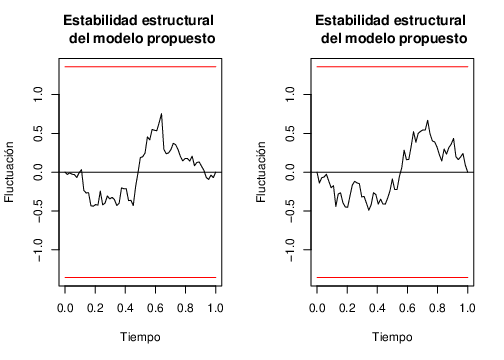 Estabilidad estructural
del modelo propuesto
Fluctuación
1.0
0.5
0.0
−0.5
−1.0
0.0 0.2 0.4 0.6 0.8 1.0
Tiempo
Estabilidad estructural
del modelo propuesto
Fluctuación
1.0
0.5
0.0
−0.5
−1.0
0.0 0.2 0.4 0.6 0.8 1.0
Tiempo